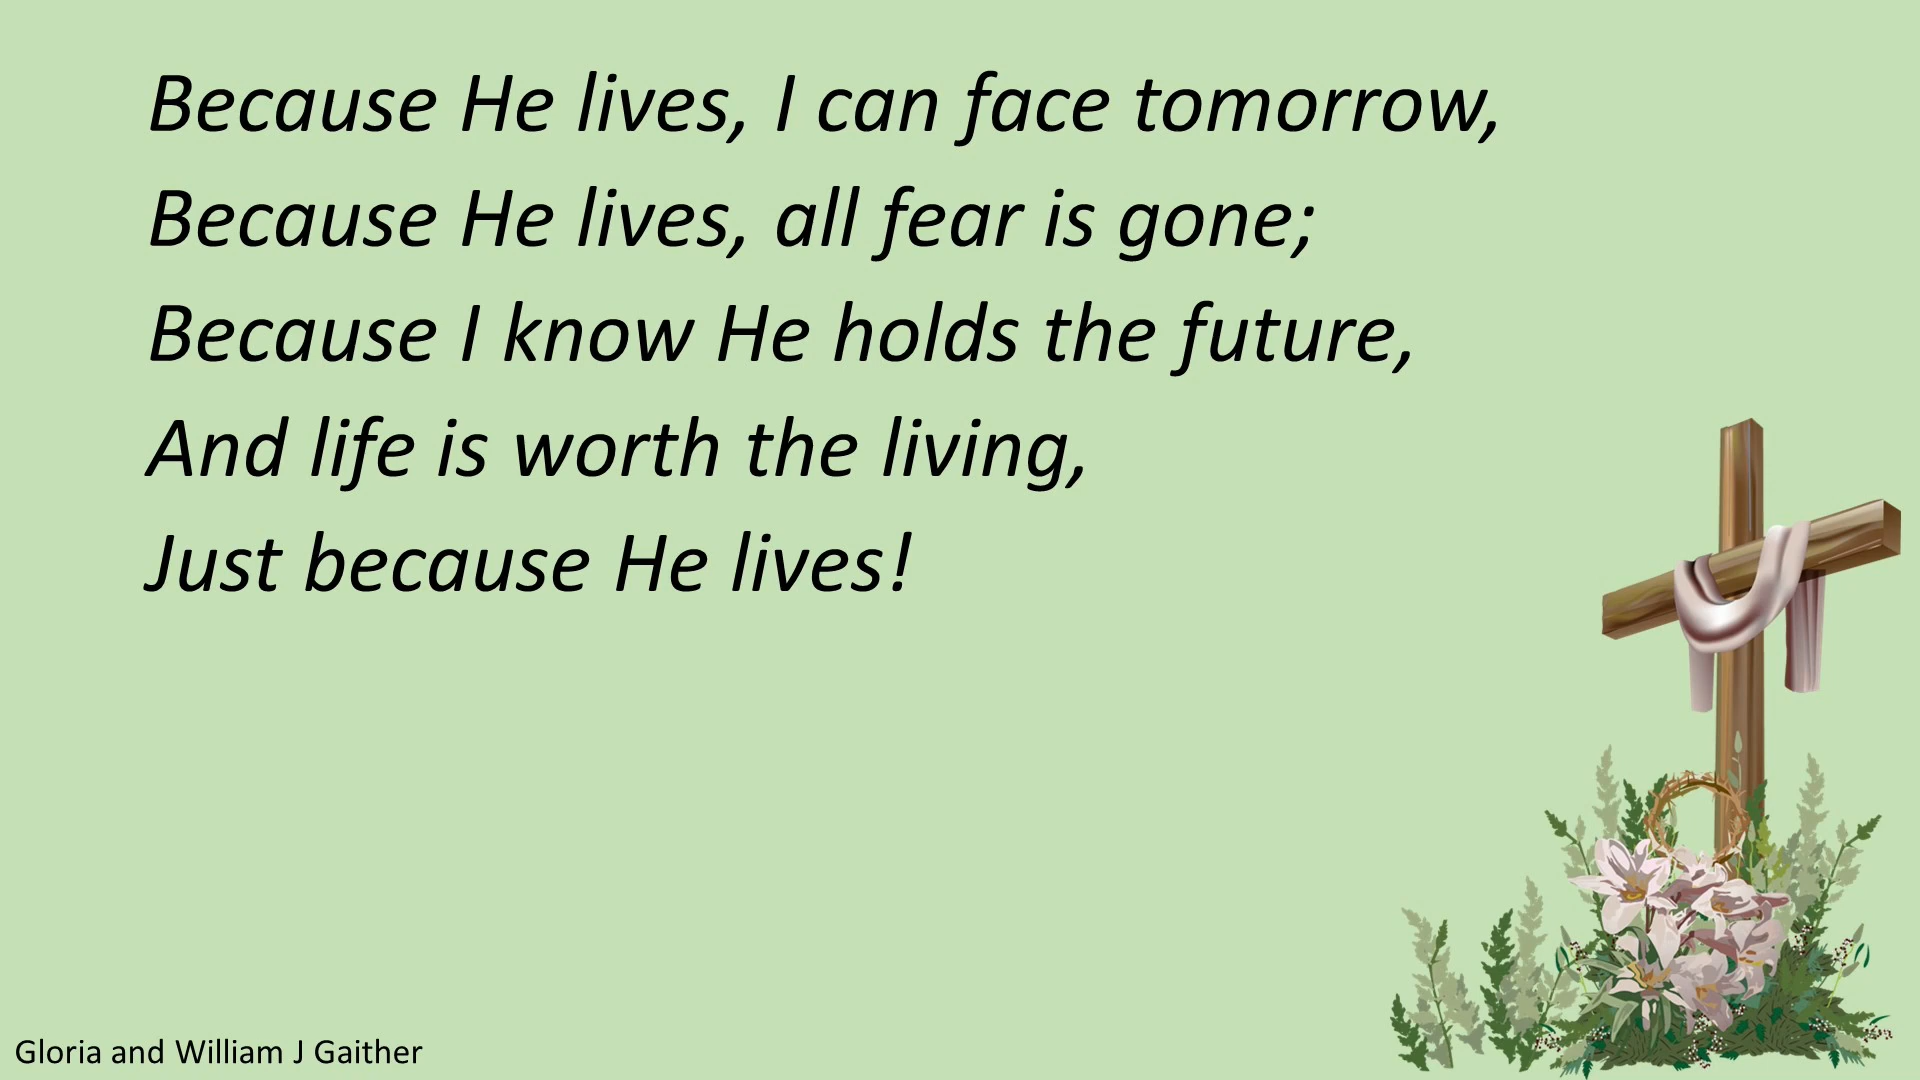 Because He lives, I can face tomorrow,
Because He lives, all fear is gone;
Because I know He holds the future,
And life is worth the living,
Just because He lives!
Gloria and William J Gaither